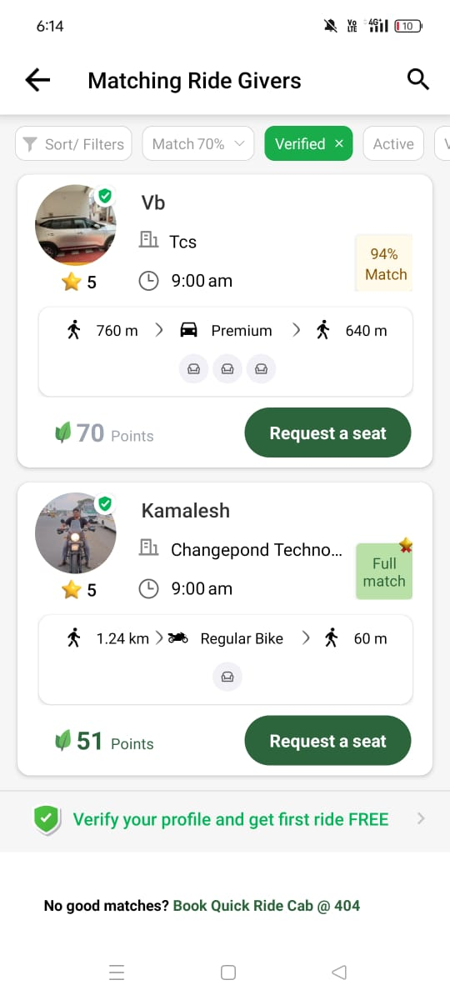 6:14
Vo LTE 4G+ 10
Matching Ride Givers
Sort/ Filters Match 70% Verified × Active
Vb
Tcs
5 9:00 am
94%
Match
760 m Premium 640 m
70 Points Request a seat
Kamalesh
Changepond Techno...
5 9:00 am
Full
match
1.24 km Regular Bike 60 m
51 Points Request a seat
Verify your profile and get first ride FREE
No good matches? Book Quick Ride Cab @ 404